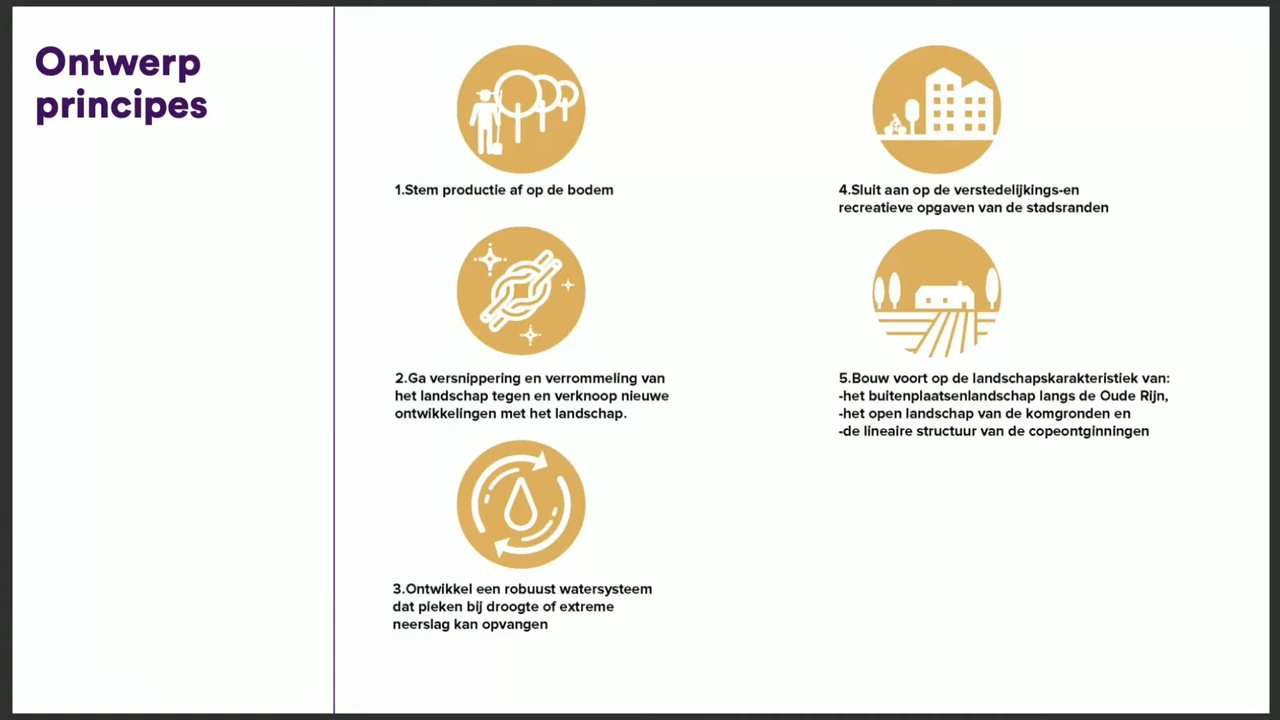 Ontwerp
principes
1.Stem productie af op de bodem
2.Ga versnippering en verrommeling van
het landschap tegen en verknoop nieuwe
ontwikkelingen met het landschap.
3.Ontwikkel een robuust watersysteem
dat pieken bij droogte of extreme
neerslag kan opvangen
4.Sluit aan op de verstedelijkings-en
recreatieve opgaven van de stadsranden
5.Bouw voort op de landschapskarakteristiek van:
-het buitenplaatsenlandschap langs de Oude Rijn,
-het open landschap van de komgronden en
-de lineaire structuur van de copeontginningen